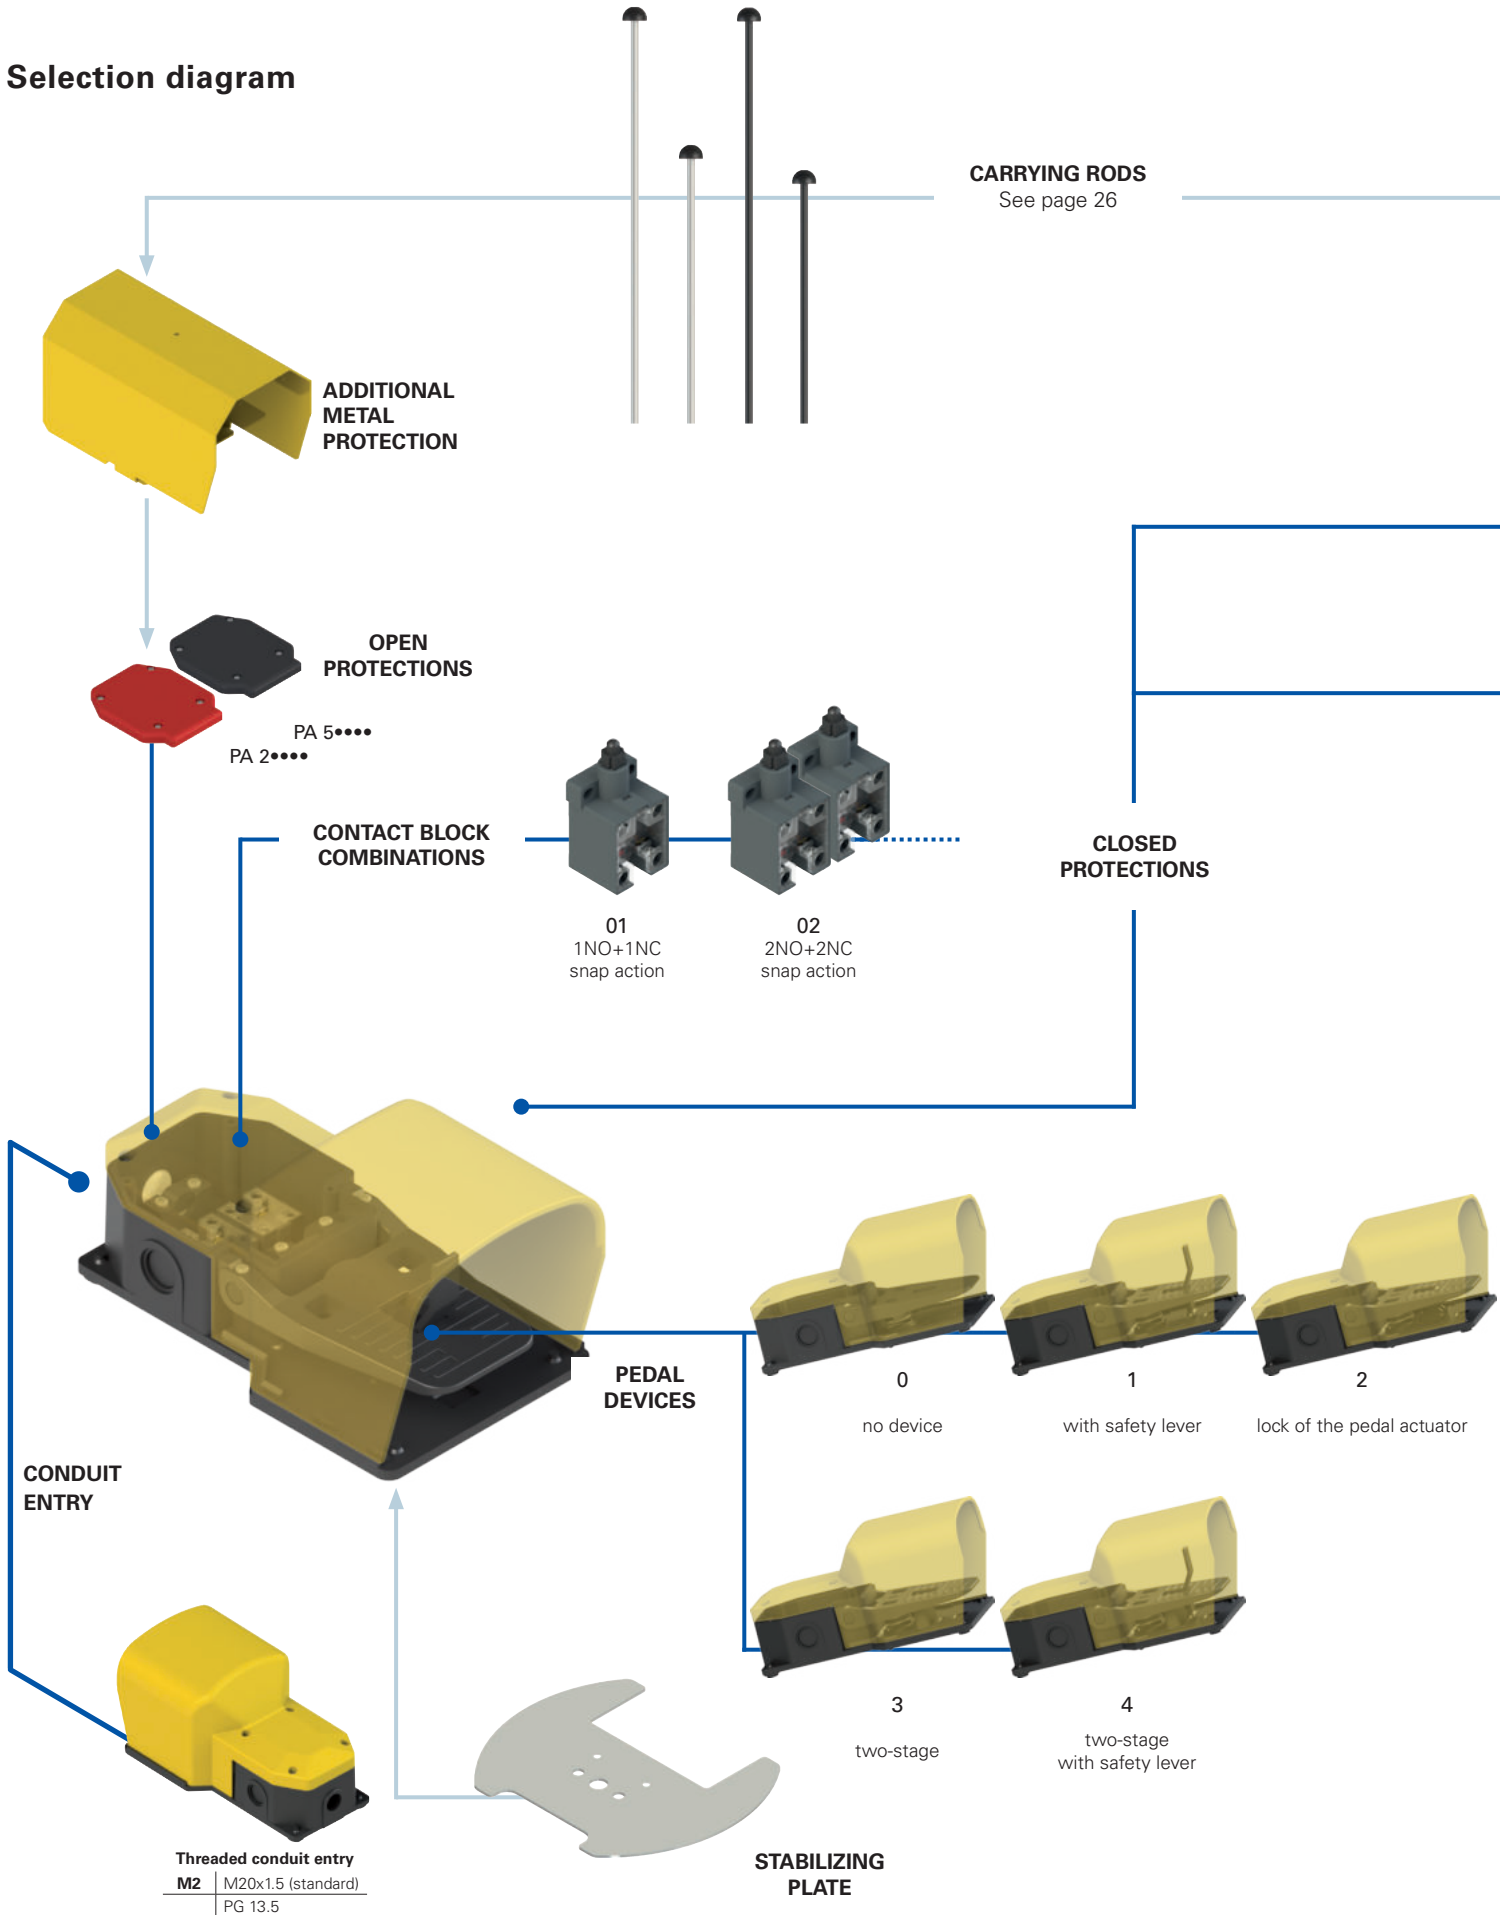 Selection diagram
CARRYING RODS
See page 26
ADDITIONAL
METAL
PROTECTION
OPEN
PROTECTIONS
PA 5••••
PA 2••••
CONTACT BLOCK
COMBINATIONS
CLOSED
PROTECTIONS
01
1NO+1NC
snap action
02
2NO+2NC
snap action
PEDAL
DEVICES
0
no device
1
with safety lever
2
lock of the pedal actuator
CONDUIT
ENTRY
3
two-stage
4
two-stage
with safety lever
Threaded conduit entry
M2 M20x1.5 (standard)
PG 13.5
STABILIZING
PLATE